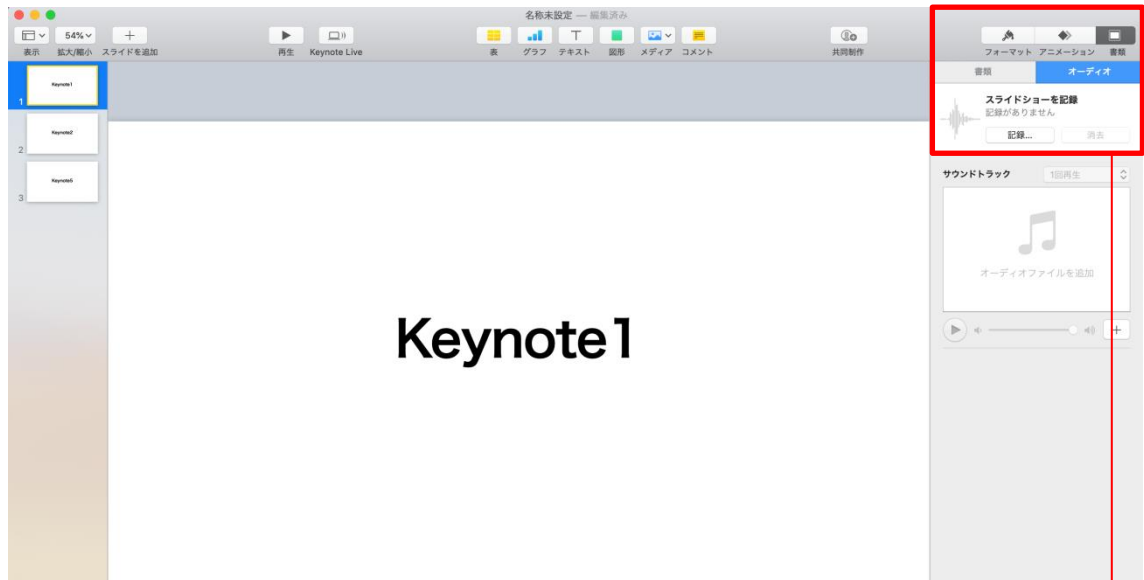 名称未設定 — 編集済み
54%
表示 拡大/縮小 スライドを追加 再生 Keynote Live 表 グラフ テキスト 図形 メディア コメント 共同制作 フォーマット アニメーション 書類
書類 オーディオ
スライドショーを記録
記録がありません
記録... 消去
サウンドトラック 1回再生
オーディオファイルを追加
Keynote1
1
Keynote2
2
Keynote5
3
Keynote1